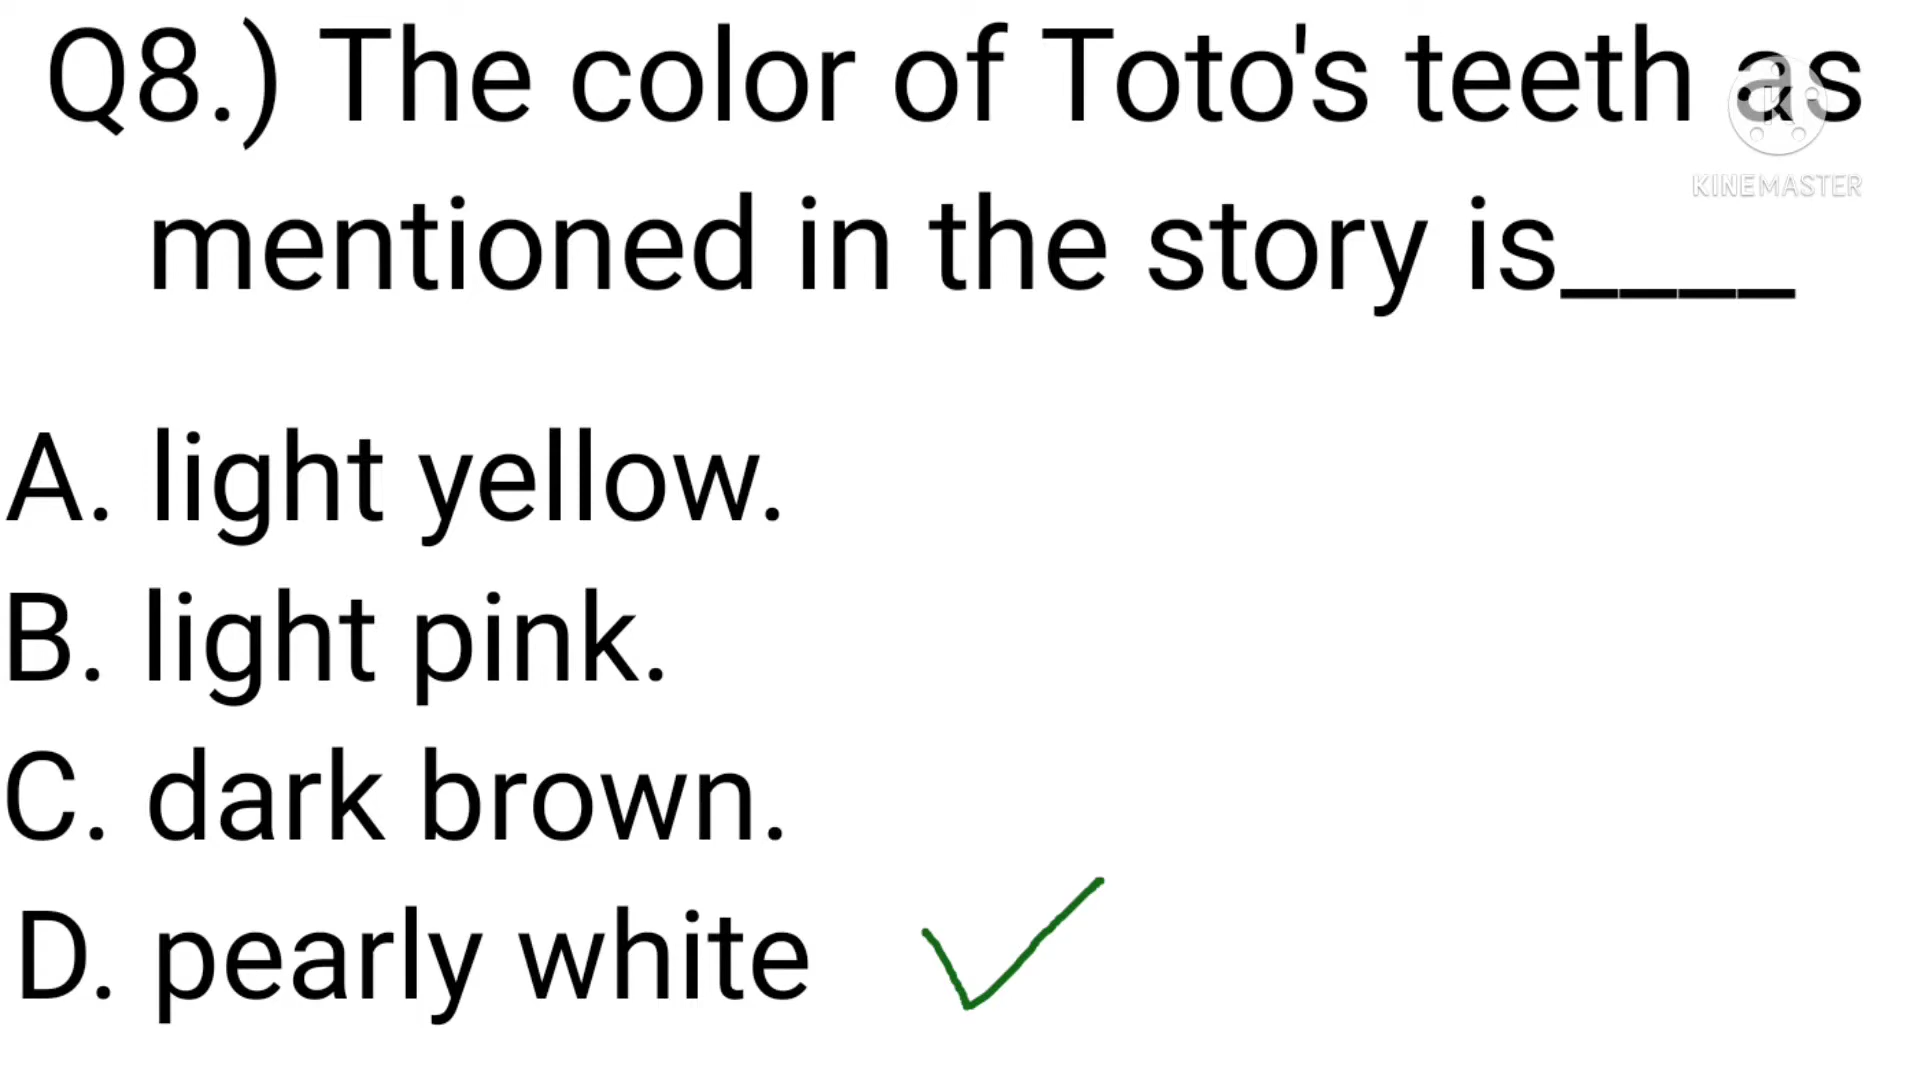 Q8.) The color of Toto's teeth as
KINEMASTER
mentioned in the story is____
A. light yellow.
B. light pink.
C. dark brown.
D. pearly white